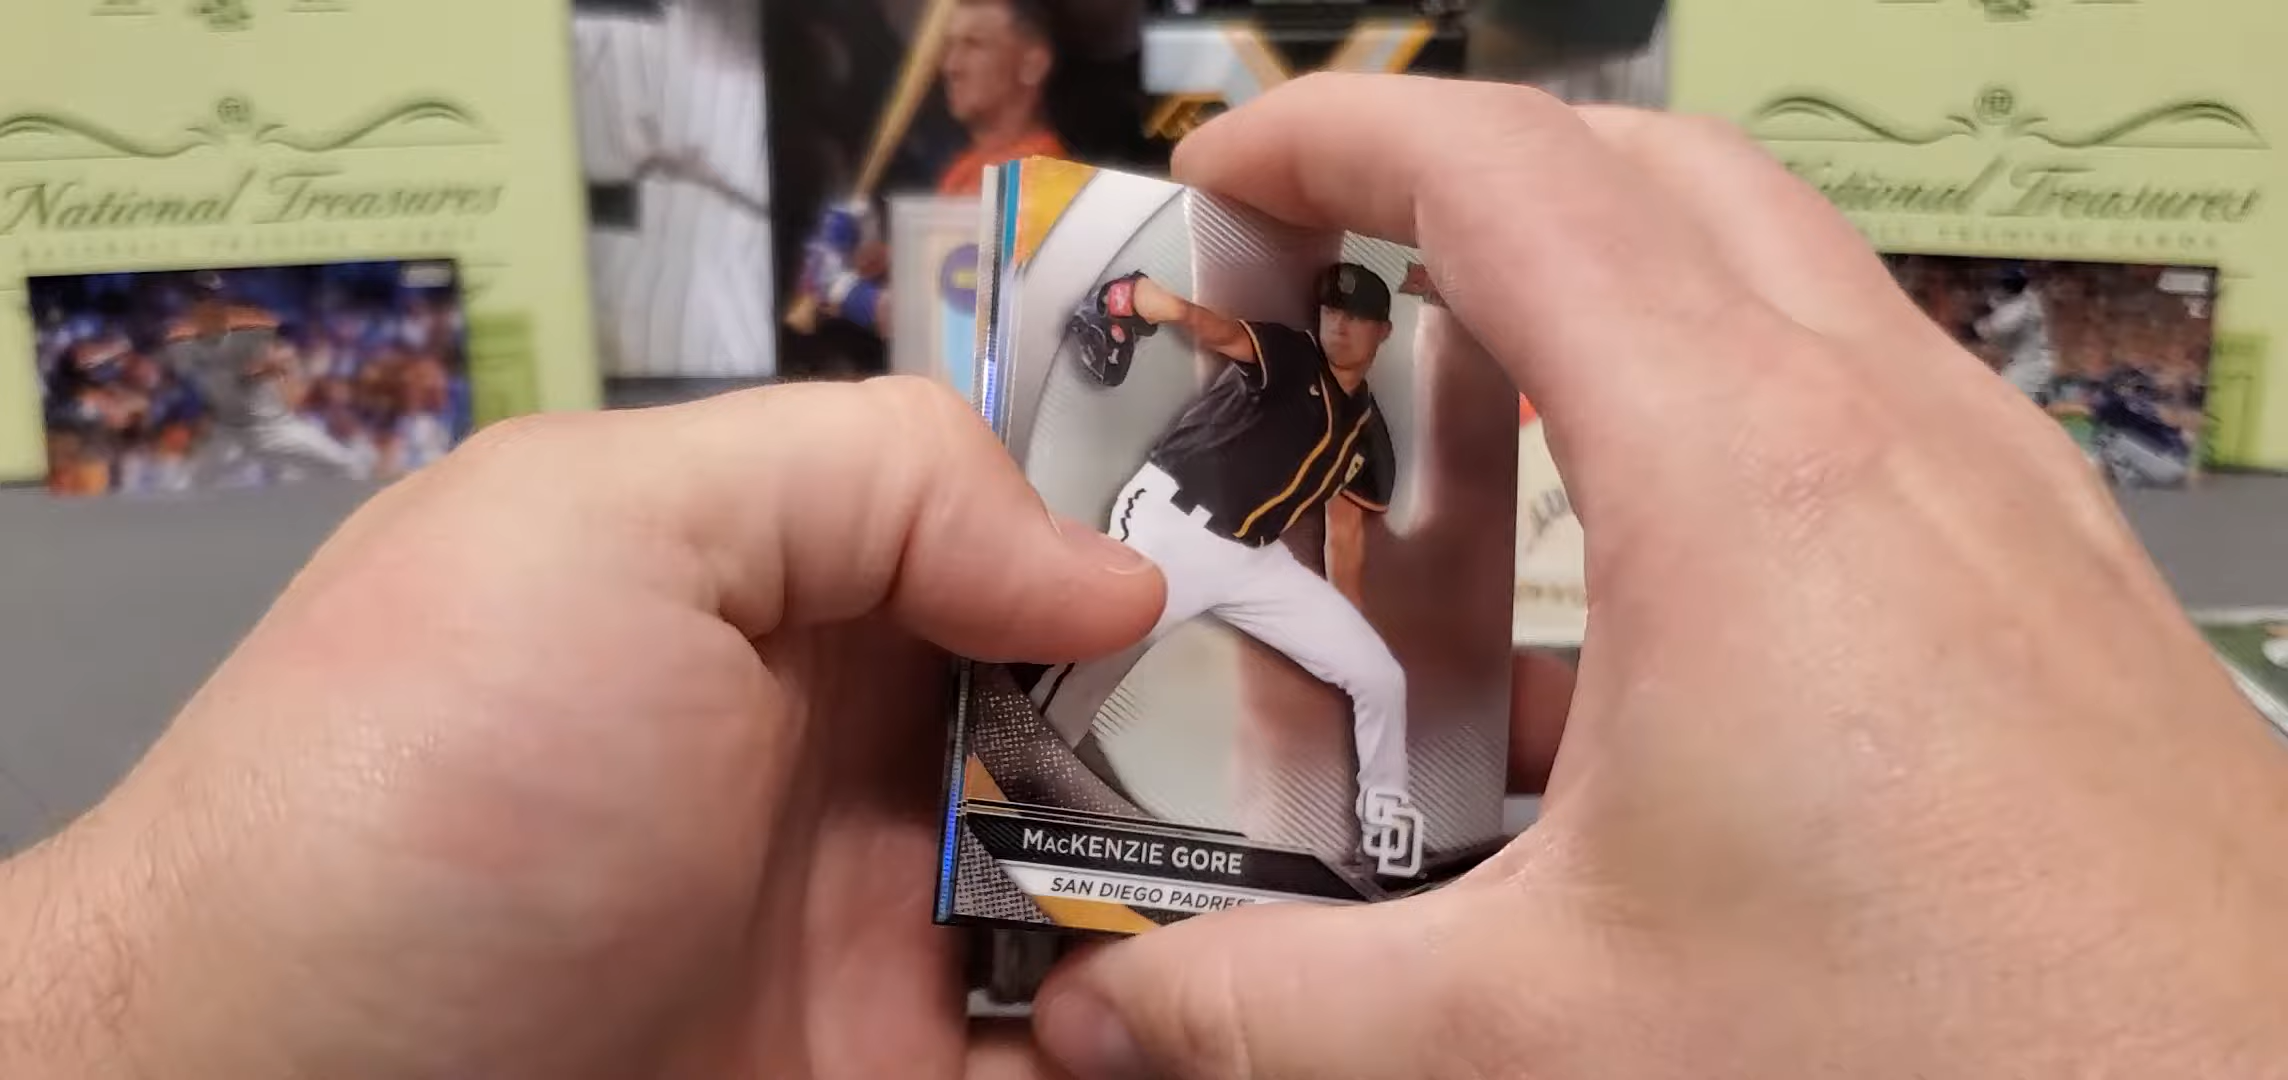 National Treasures
National Treasures
MacKENZIE GORE
SAN DIEGO PADRES
SD